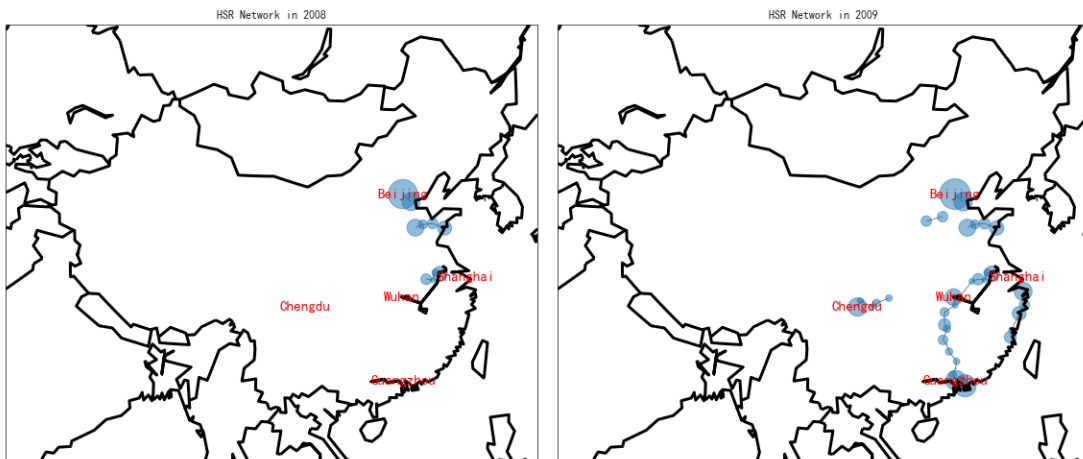 HSR Network in 2008
Beijing
Shanghai
Wuhan
Chengdu
Guangzhou
HSR Network in 2009
Beijing
Shanghai
Wuhan
Chengdu
Guangzhou